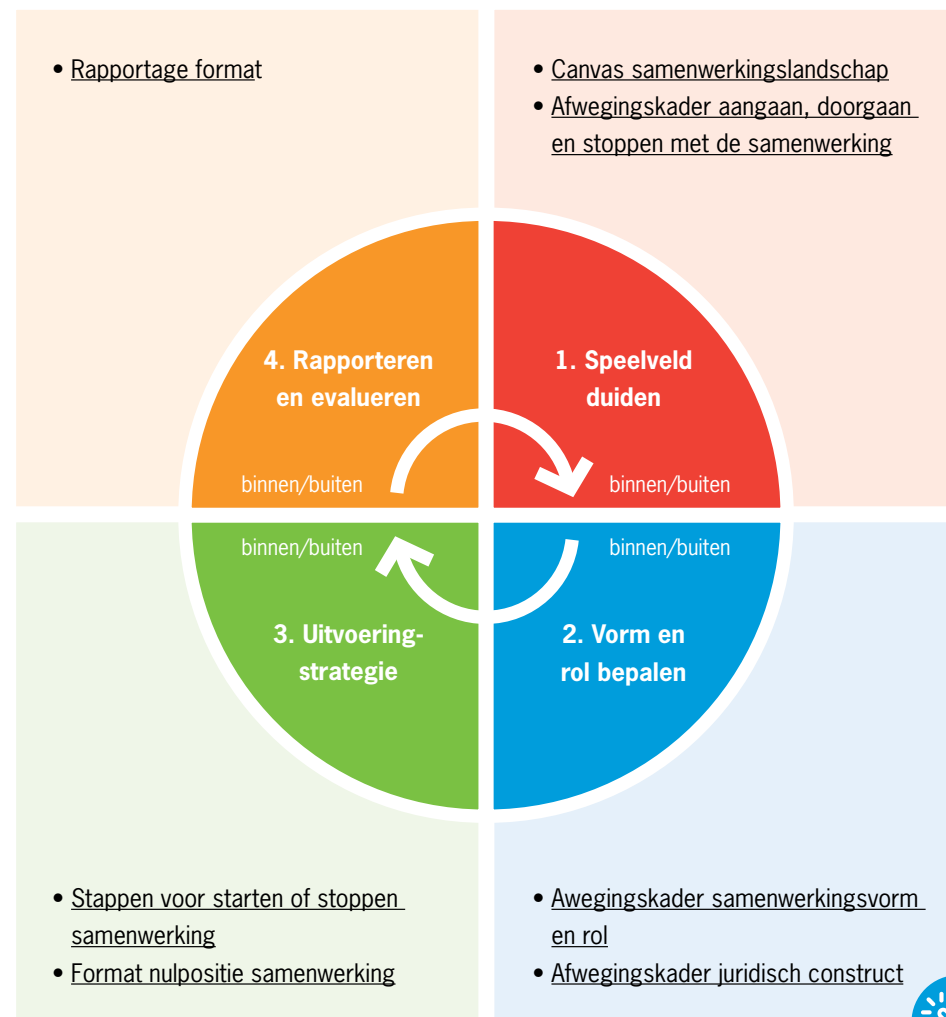 • Rapportage format
• Canvas samenwerkingslandschap
• Afwegingskader aangaan, doorgaan
en stoppen met de samenwerking
4. Rapporteren
en evalueren
binnen/buiten
1. Speelveld
duiden
binnen/buiten
binnen/buiten
3. Uitvoering-
strategie
binnen/buiten
2. Vorm en
rol bepalen
• Stappen voor starten of stoppen
samenwerking
• Format nulpositie samenwerking
• Awegingskader samenwerkingsvorm
en rol
• Afwegingskader juridisch construct